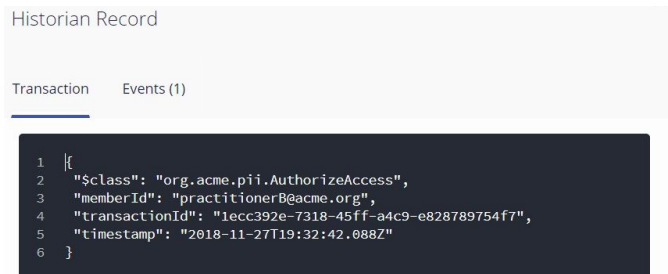 Historian Record
Transaction Events (1)
1 {
2 "$class": "org.acme.pii.AuthorizeAccess",
3 "memberId": "practitionerB@acme.org",
4 "transactionId": "1ecc392e-7318-45ff-a4c9-e828789754f7",
5 "timestamp": "2018-11-27T19:32:42.088Z"
6 }